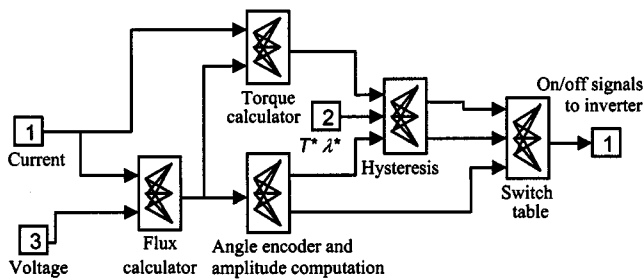 Torque
calculator
On/off signals
to inverter
1
Current
2
T* λ*
Hysteresis
1
Switch
table
3
Voltage
Flux
calculator
Angle encoder and
amplitude computation